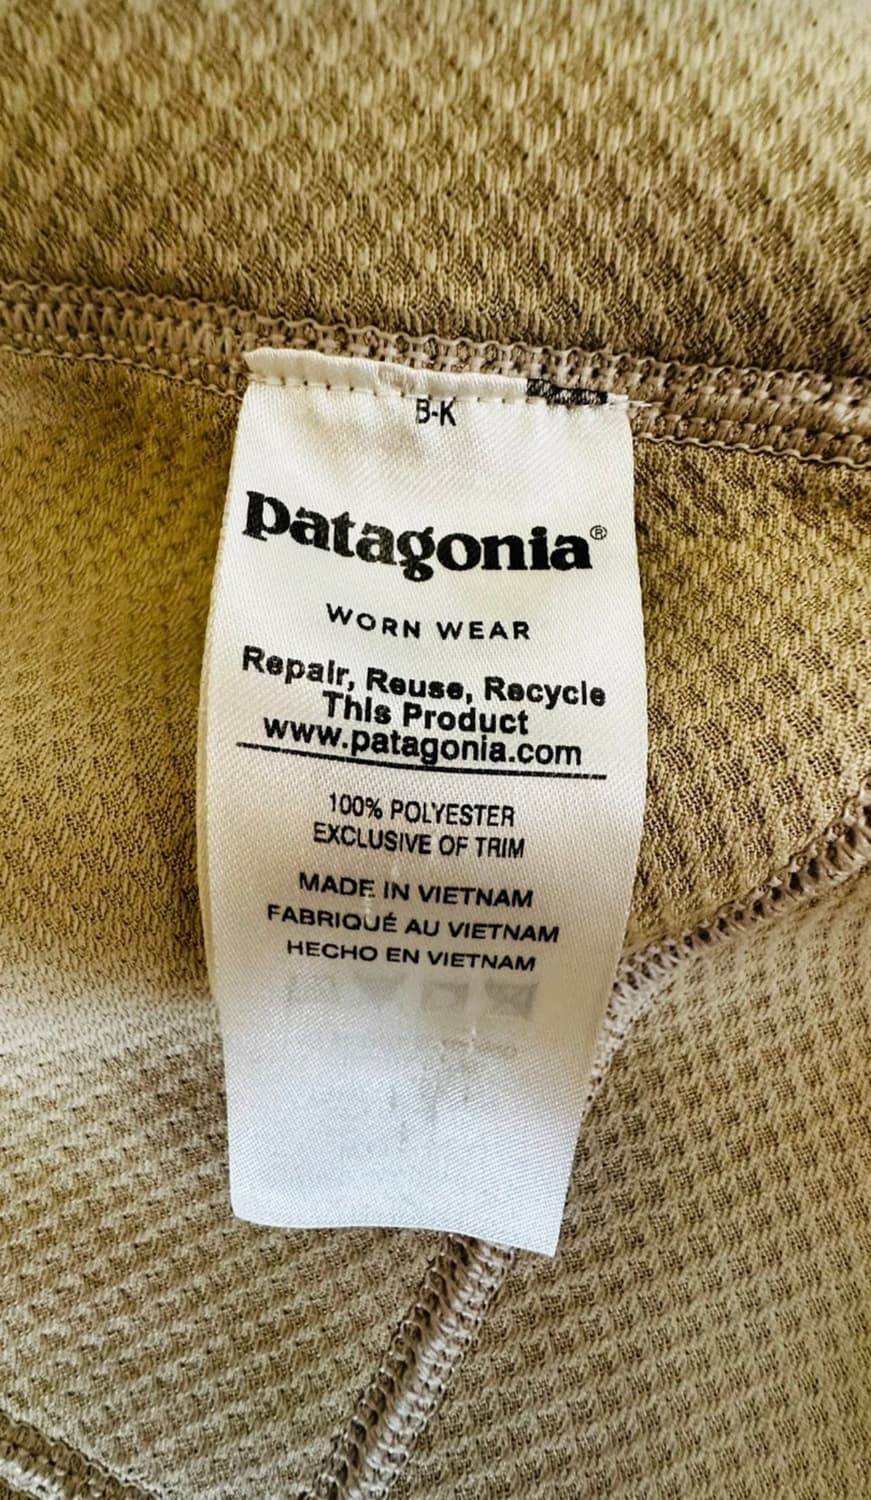 B-K
patagonia®
WORN WEAR
Repair, Reuse, Recycle
This Product
www.patagonia.com
100% POLYESTER
EXCLUSIVE OF TRIM
MADE IN VIETNAM
FABRIQUÉ AU VIETNAM
HECHO EN VIETNAM